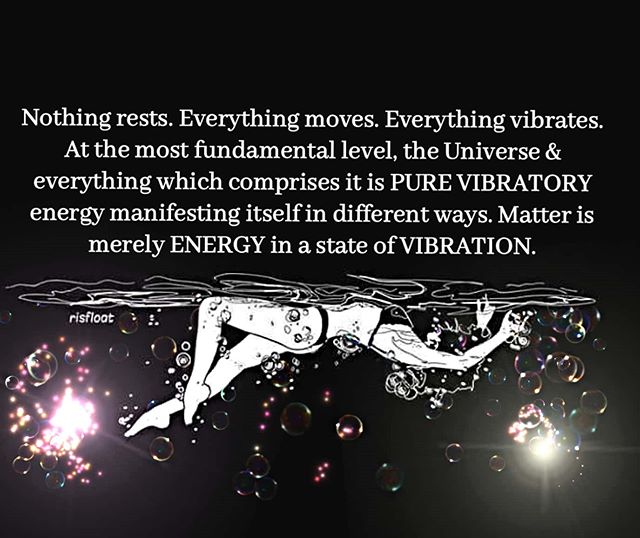 Nothing rests. Everything moves. Everything vibrates.
At the most fundamental level, the Universe &
everything which comprises it is PURE VIBRATORY
energy manifesting itself in different ways. Matter is
merely ENERGY in a state of VIBRATION.
risfloat